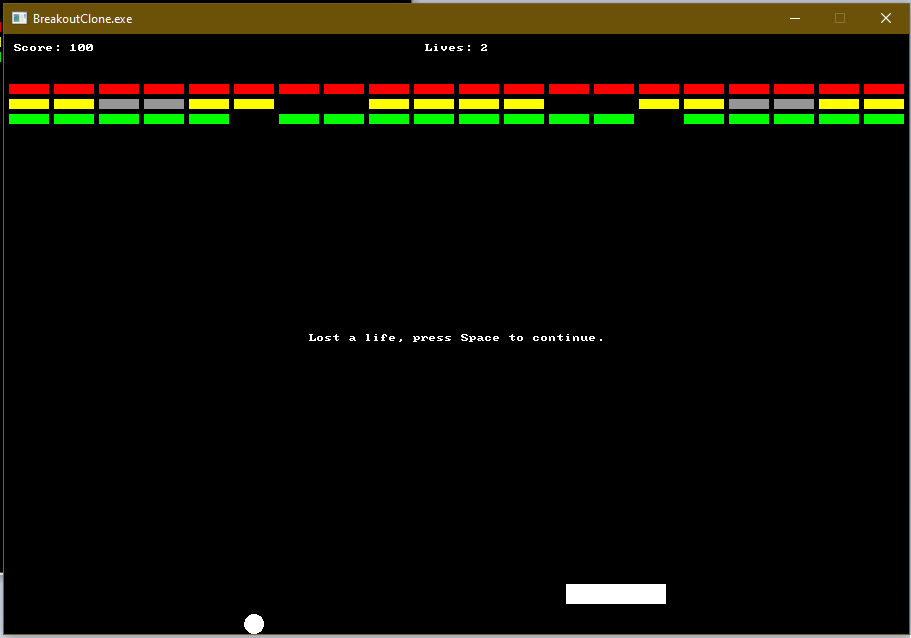 BreakoutClone.exe
Score: 100 Lives: 2
Lost a life, press Space to continue.